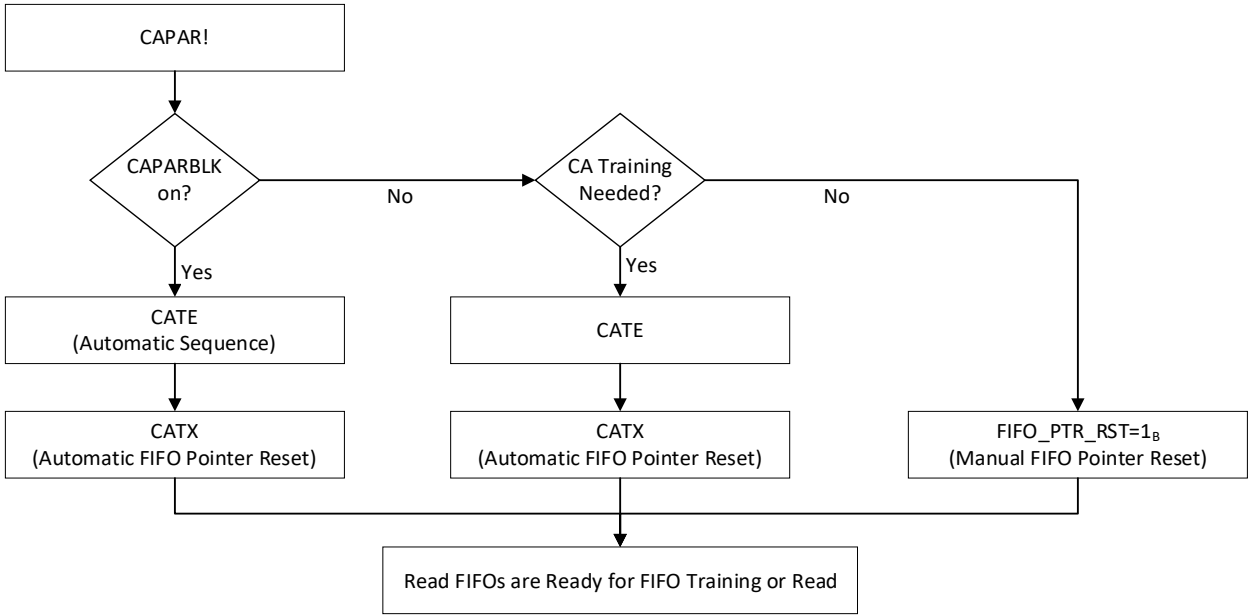 CAPAR!
CAPARBLK
on?
No
CA Training
Needed?
No
Yes
Yes
CATE
(Automatic Sequence)
CATE
CATX
(Automatic FIFO Pointer Reset)
CATX
(Automatic FIFO Pointer Reset)
FIFO_PTR_RST=1B
(Manual FIFO Pointer Reset)
Read FIFOs are Ready for FIFO Training or Read